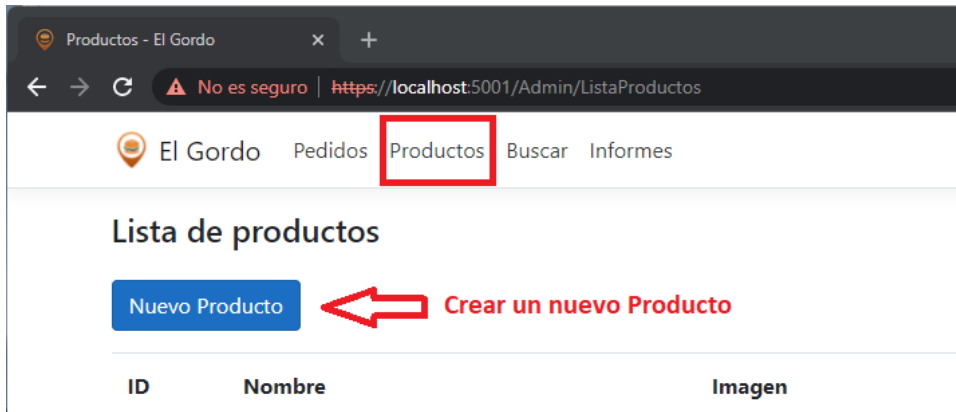 Productos - El Gordo
No es seguro | https://localhost:5001/Admin/ListaProductos
El Gordo Pedidos Productos Buscar Informes
Lista de productos
Nuevo Producto Crear un nuevo Producto
ID Nombre Imagen